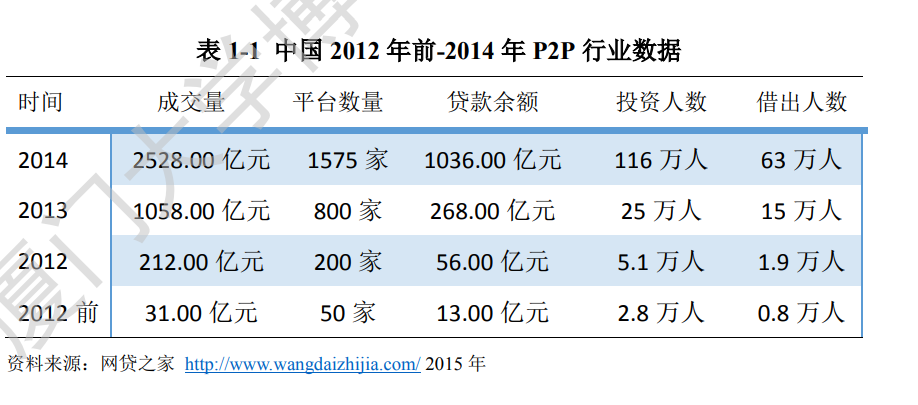 表 1-1 中国 2012 年前-2014 年 P2P 行业数据
时间 成交量 平台数量 贷款余额 投资人数 借出人数
2014 2528.00 亿元 1575 家 1036.00 亿元 116 万人 63 万人
2013 1058.00 亿元 800 家 268.00 亿元 25 万人 15 万人
2012 212.00 亿元 200 家 56.00 亿元 5.1 万人 1.9 万人
2012 前 31.00 亿元 50 家 13.00 亿元 2.8 万人 0.8 万人
资料来源：网贷之家 http://www.wangdaizhijia.com/ 2015 年
厦门大学博